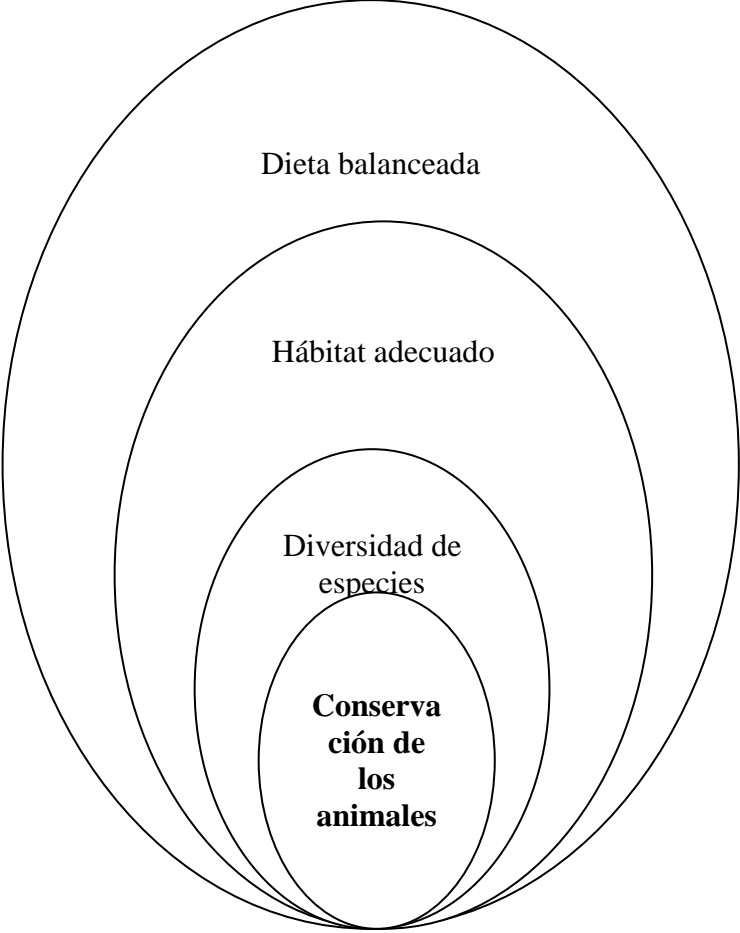 Dieta balanceada
Hábitat adecuado
Diversidad de
especies
Conserva
ción de
los
animales